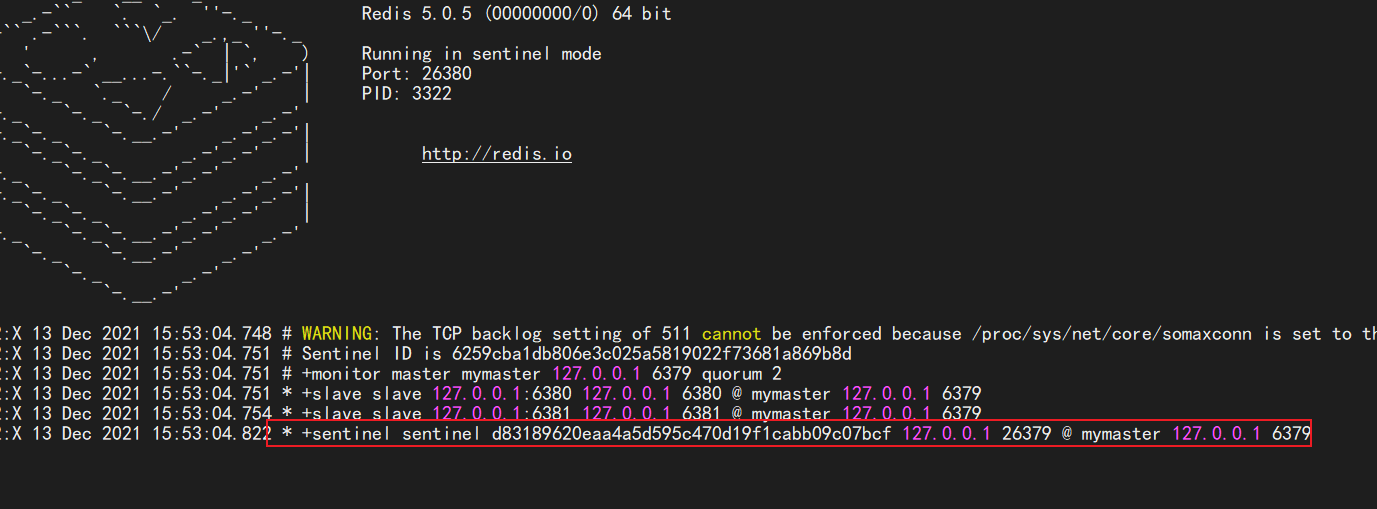 Redis 5.0.5 (00000000/0) 64 bit
Running in sentinel mode
Port: 26380
PID: 3322
http://redis.io
:X 13 Dec 2021 15:53:04.748 # WARNING: The TCP backlog setting of 511 cannot be enforced because /proc/sys/net/core/somaxconn is set to th
:X 13 Dec 2021 15:53:04.751 # Sentinel ID is 6259cba1db806e3c025a5819022f73681a869b8d
:X 13 Dec 2021 15:53:04.751 # +monitor master mymaster 127.0.0.1 6379 quorum 2
:X 13 Dec 2021 15:53:04.751 * +slave slave 127.0.0.1:6380 127.0.0.1 6380 @ mymaster 127.0.0.1 6379
:X 13 Dec 2021 15:53:04.754 * +slave slave 127.0.0.1:6381 127.0.0.1 6381 @ mymaster 127.0.0.1 6379
:X 13 Dec 2021 15:53:04.822 * +sentinel sentinel d83189620eaa4a5d595c470d19f1cabb09c07bcf 127.0.0.1 26379 @ mymaster 127.0.0.1 6379